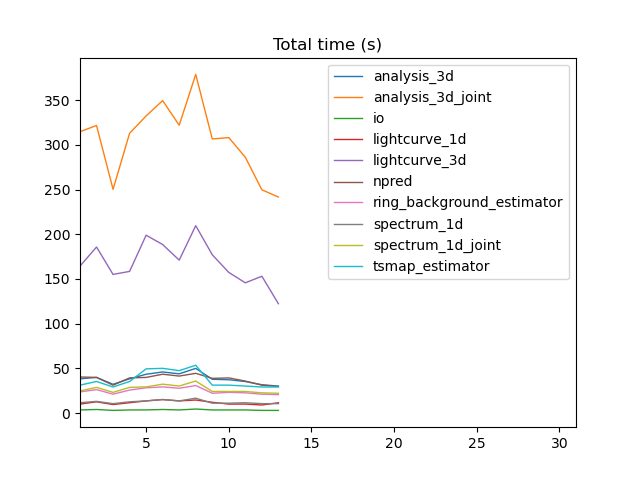 Total time (s)
analysis_3d
analysis_3d_joint
io
lightcurve_1d
lightcurve_3d
npred
ring_background_estimator
spectrum_1d
spectrum_1d_joint
tsmap_estimator
350
300
250
200
150
100
50
0
5 10 15 20 25 30